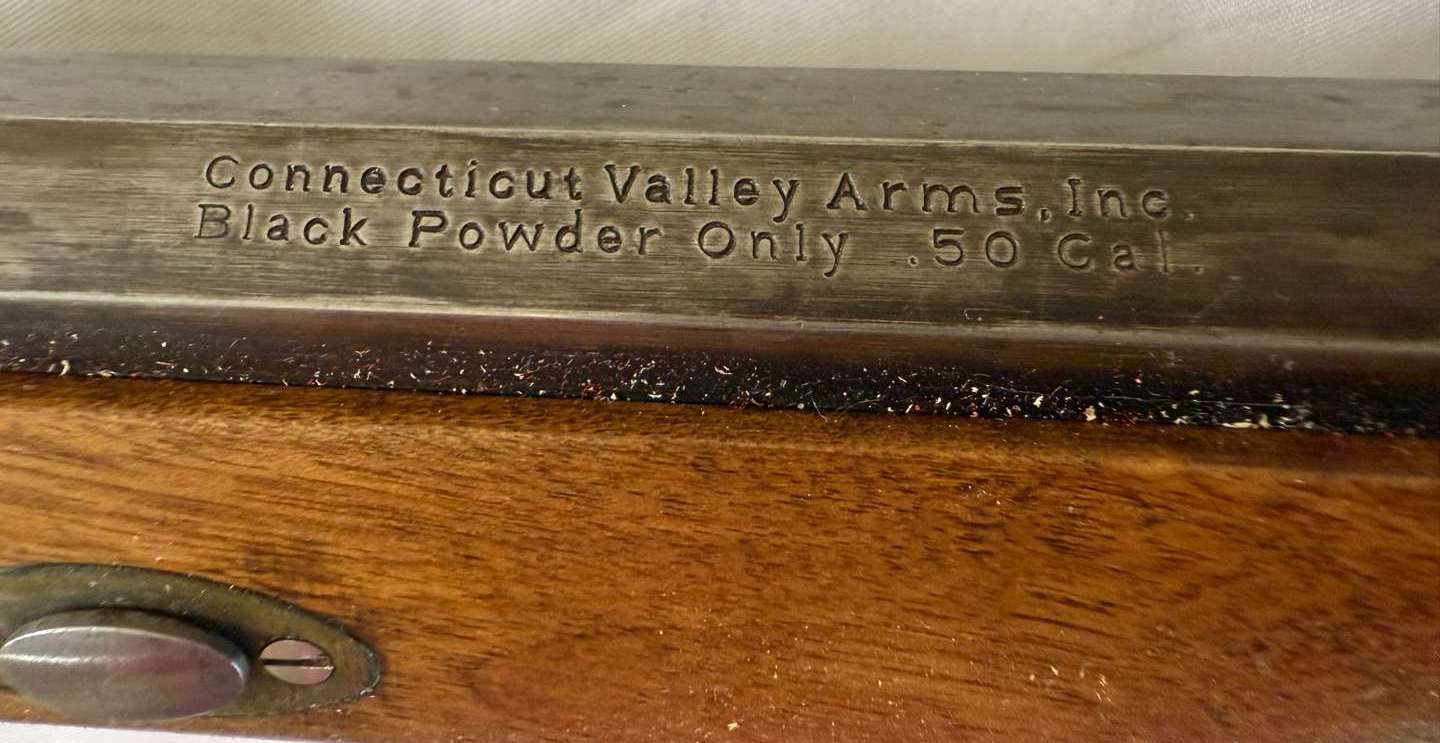 Connecticut Valley Arms, Inc.
Black Powder Only .50 Cal.